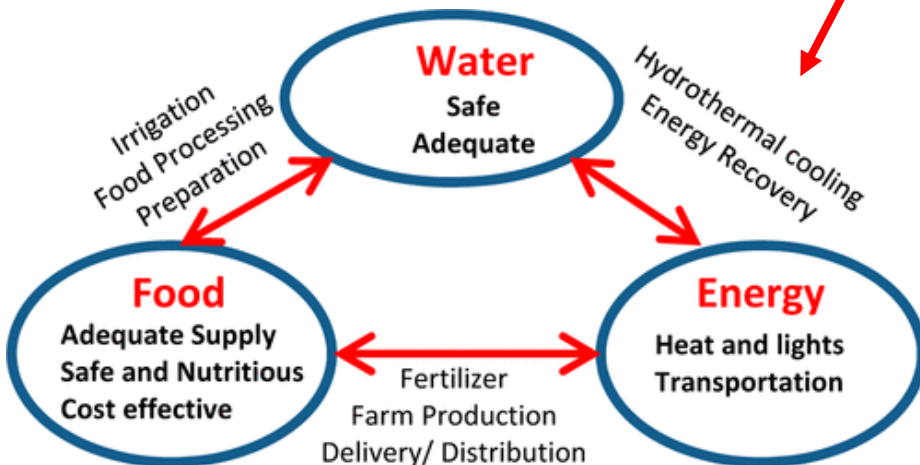 Water
Safe
Adequate
Irrigation
Food Processing
Preparation
Hydrothermal cooling
Energy Recovery
Food
Adequate Supply
Safe and Nutritious
Cost effective
Energy
Heat and lights
Transportation
Fertilizer
Farm Production
Delivery/ Distribution